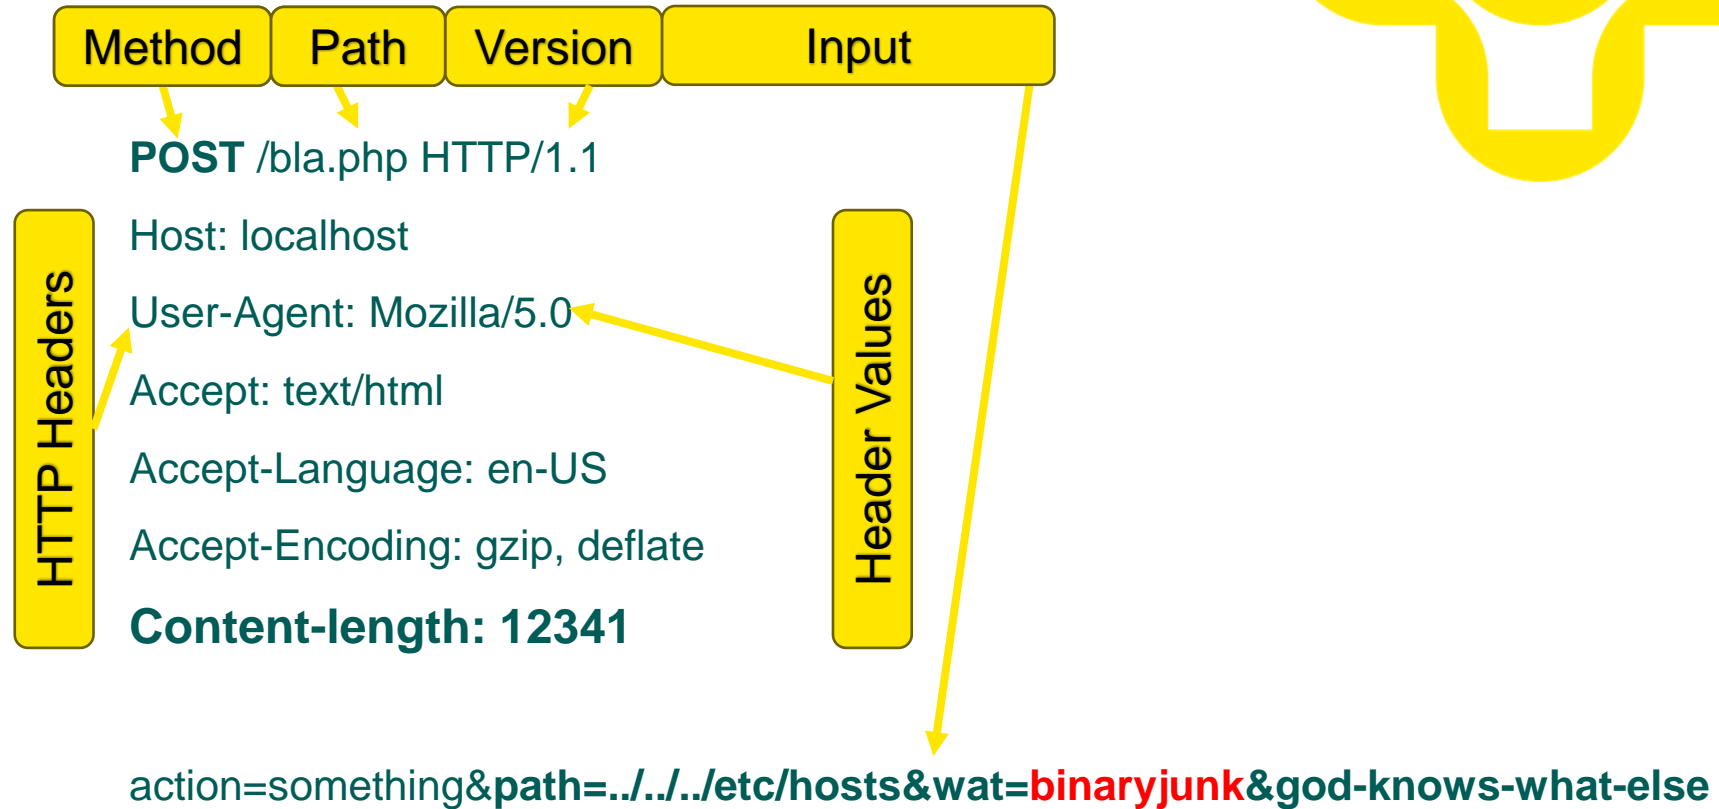 Method Path Version Input
POST /bla.php HTTP/1.1
Host: localhost
User-Agent: Mozilla/5.0
Accept: text/html
Accept-Language: en-US
Accept-Encoding: gzip, deflate
Content-length: 12341
HTTP Headers
Header Values
action=something&path=../../../etc/hosts&wat=binaryjunk&god-knows-what-else